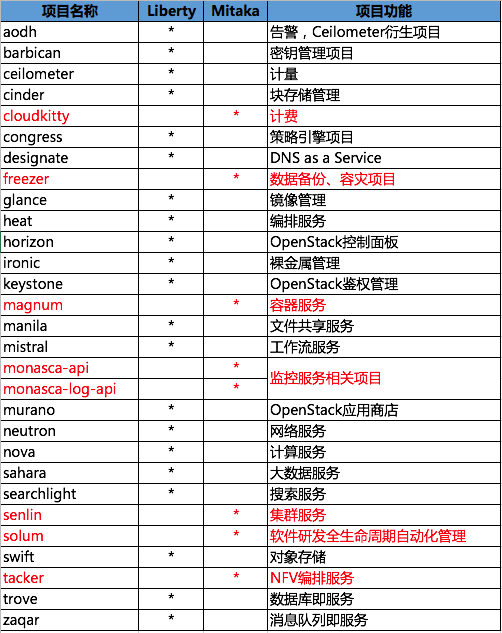 项目名称 Liberty Mitaka 项目功能
aodh * 告警，Ceilometer衍生项目
barbican * 密钥管理项目
ceilometer * 计量
cinder * 块存储管理
cloudkitty * 计费
congress * 策略引擎项目
designate * DNS as a Service
freezer * 数据备份、容灾项目
glance * 镜像管理
heat * 编排服务
horizon * OpenStack控制面板
ironic * 裸金属管理
keystone * OpenStack鉴权管理
magnum * 容器服务
manila * 文件共享服务
mistral * 工作流服务
monasca-api * 监控服务相关项目
monasca-log-api *
murano * OpenStack应用商店
neutron * 网络服务
nova * 计算服务
sahara * 大数据服务
searchlight * 搜索服务
senlin * 集群服务
solum * 软件研发全生命周期自动化管理
swift * 对象存储
tacker * NFV编排服务
trove * 数据库即服务
zaqar * 消息队列即服务